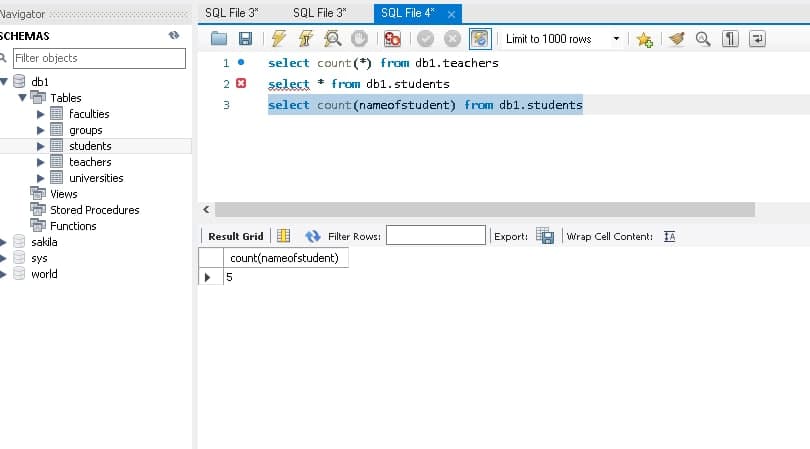 Navigator
SCHEMAS
Filter objects
db1
Tables
faculties
groups
students
teachers
universities
Views
Stored Procedures
Functions
sakila
sys
world
SQL File 3*
SQL File 3*
SQL File 4*
Limit to 1000 rows
1 select count(*) from db1.teachers
2 select * from db1.students
3 select count(nameofstudent) from db1.students
Result Grid Filter Rows: Export: Wrap Cell Content:
count(nameofstudent)
5